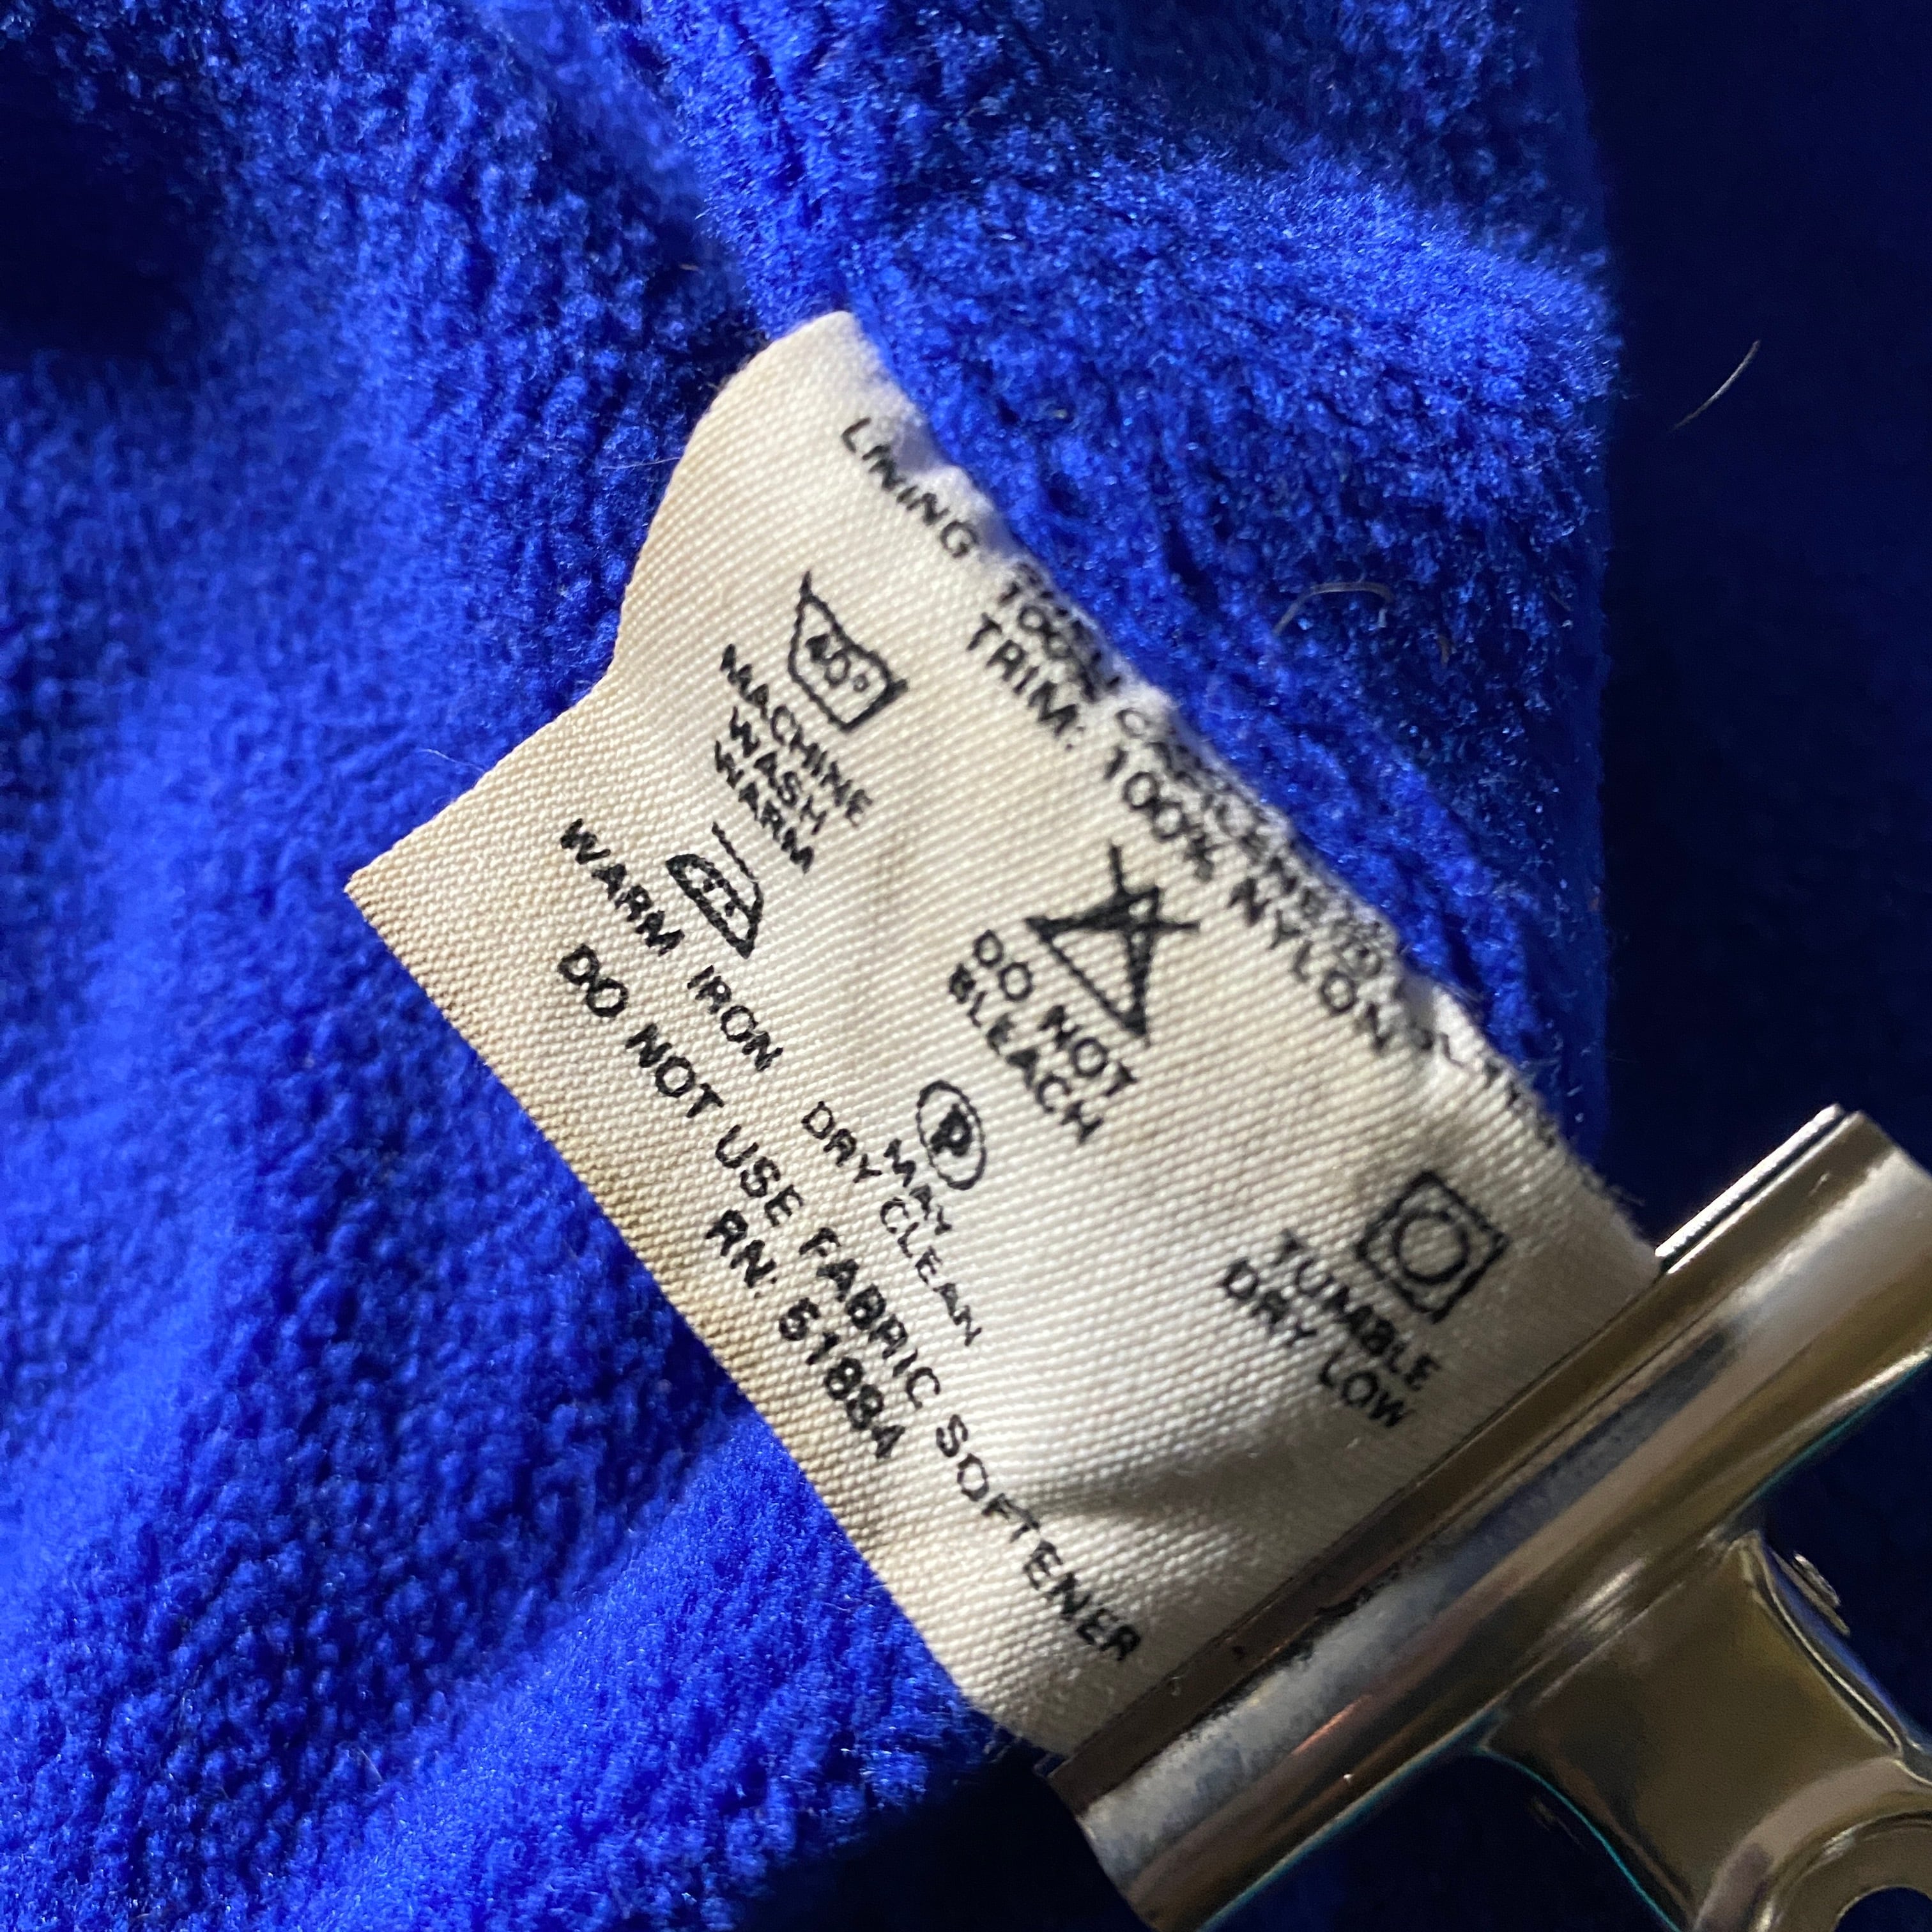 LINING
TRIM: 100% NYLON
40°
MACHINE
WASH
WARM
DO NOT
BLEACH
TUMBLE
DRY LOW
WARM IRON
P
MAY
DRY CLEAN
DO NOT USE FABRIC SOFTENER
RN: 51884